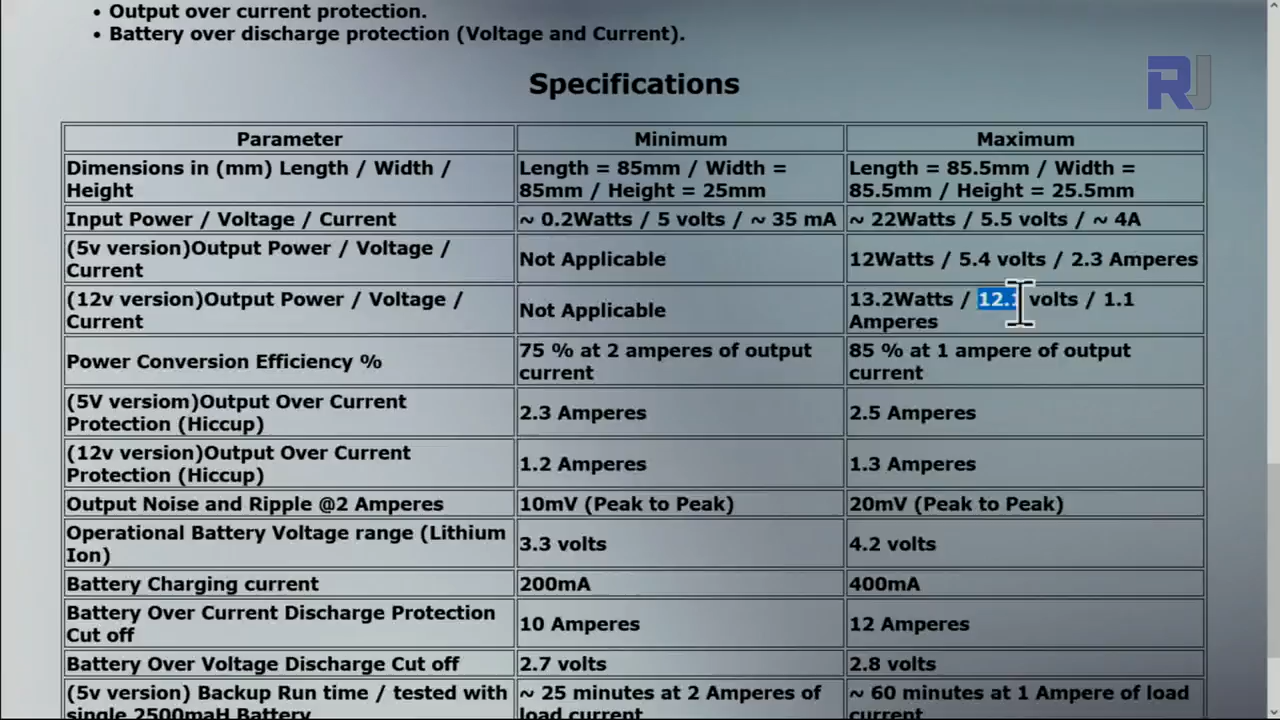 • Output over current protection.
• Battery over discharge protection (Voltage and Current).
RJ
Specifications
Parameter Minimum Maximum
Dimensions in (mm) Length / Width / Height Length = 85mm / Width = 85mm / Height = 25mm Length = 85.5mm / Width = 85.5mm / Height = 25.5mm
Input Power / Voltage / Current ~ 0.2Watts / 5 volts / ~ 35 mA ~ 22Watts / 5.5 volts / ~ 4A
(5v version)Output Power / Voltage / Current Not Applicable 12Watts / 5.4 volts / 2.3 Amperes
(12v version)Output Power / Voltage / Current Not Applicable 13.2Watts / volts / 1.1 Amperes
Power Conversion Efficiency % 75 % at 2 amperes of output current 85 % at 1 ampere of output current
(5V versiom)Output Over Current Protection (Hiccup) 2.3 Amperes 2.5 Amperes
(12v version)Output Over Current Protection (Hiccup) 1.2 Amperes 1.3 Amperes
Output Noise and Ripple @2 Amperes 10mV (Peak to Peak) 20mV (Peak to Peak)
Operational Battery Voltage range (Lithium Ion) 3.3 volts 4.2 volts
Battery Charging current 200mA 400mA
Battery Over Current Discharge Protection Cut off 10 Amperes 12 Amperes
Battery Over Voltage Discharge Cut off 2.7 volts 2.8 volts
(5v version) Backup Run time / tested with single 2500maH Battery ~ 25 minutes at 2 Amperes of load current ~ 60 minutes at 1 Ampere of load current